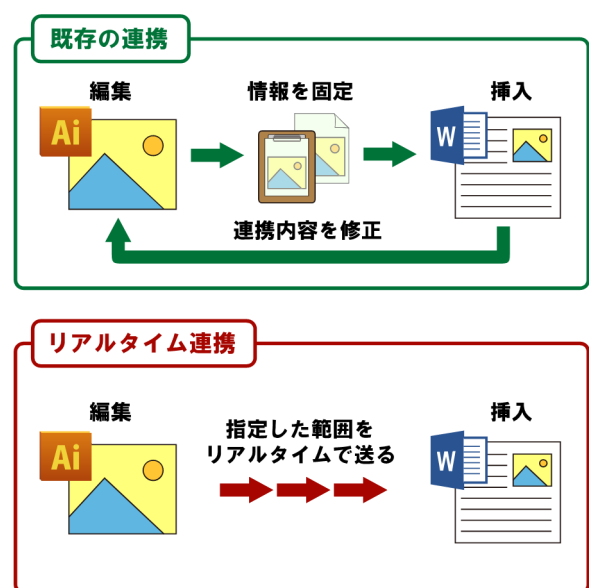 既存の連携
編集
情報を固定
挿入
Ai
W
連携内容を修正
リアルタイム連携
編集
指定した範囲を
リアルタイムで送る
挿入
Ai
W